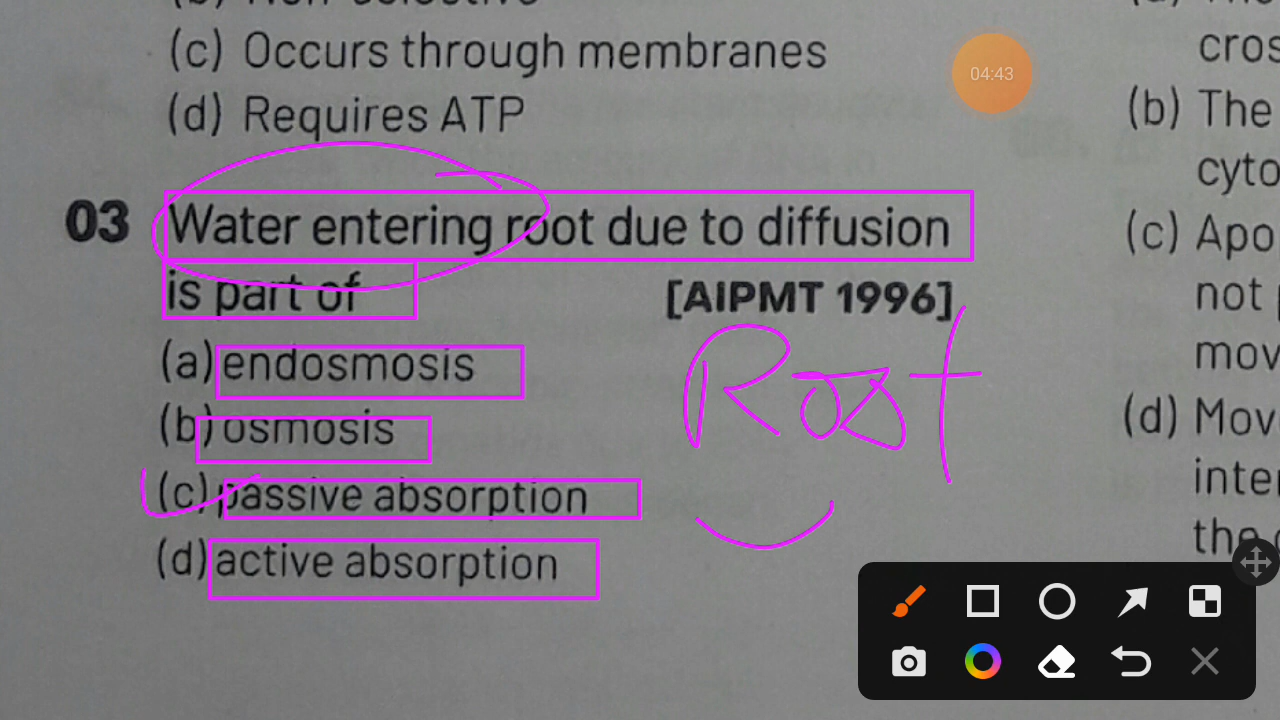 (c) Occurs through membranes
(d) Requires ATP
03 Water entering root due to diffusion
is part of [AIPMT 1996]
(a) endosmosis
(b) osmosis
(c) passive absorption
(d) active absorption
Root
04:43
cros
(b) The
cyto
(c) Apo
not
mov
(d) Mov
inte
the